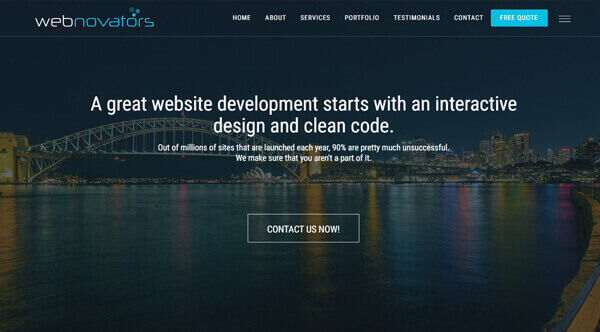 webnovators
HOME ABOUT SERVICES PORTFOLIO TESTIMONIALS CONTACT FREE QUOTE
A great website development starts with an interactive
design and clean code.
Out of millions of sites that are launched each year, 90% are pretty much unsuccessful.
We make sure that you aren't a part of it.
CONTACT US NOW!